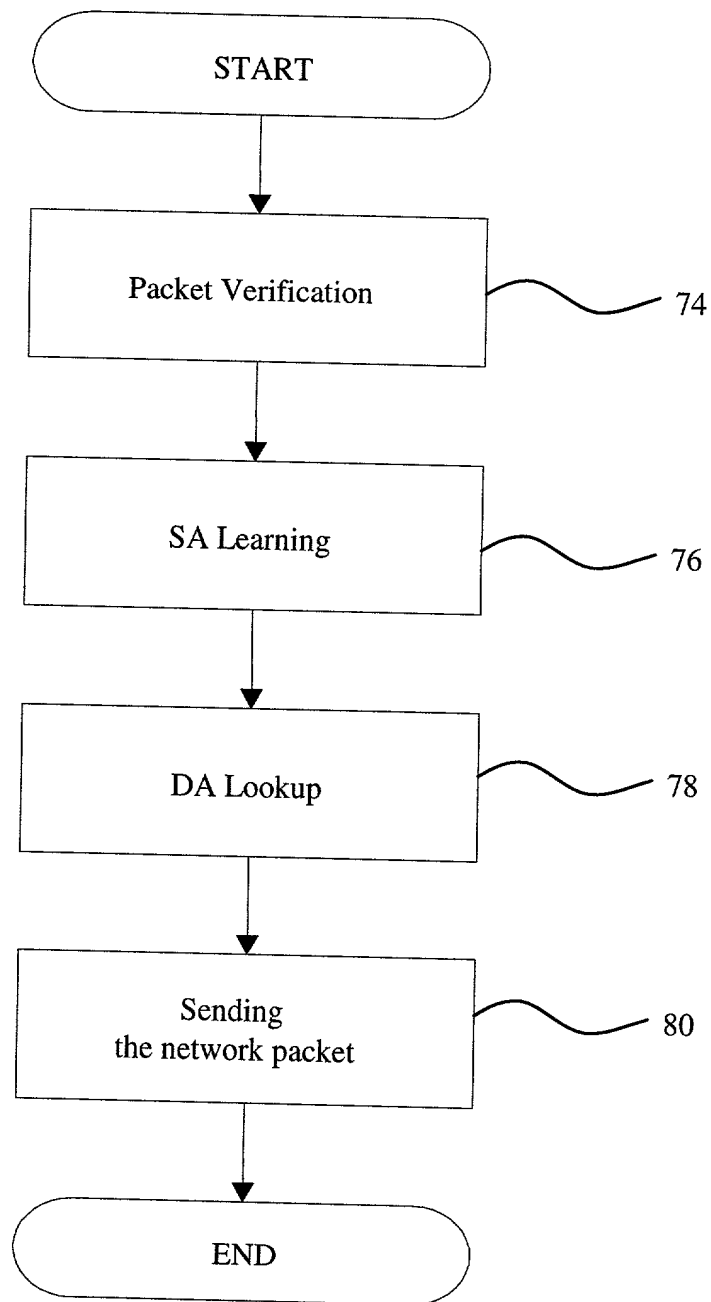 START
Packet Verification
74
SA Learning
76
DA Lookup
78
Sending
the network packet
80
END